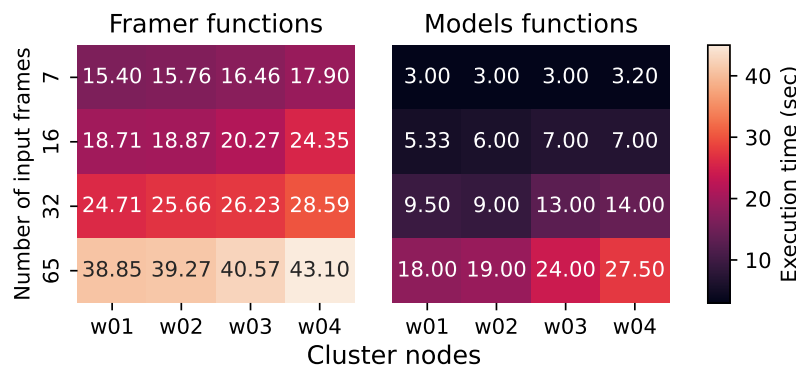 Framer functions Models functions
Number of input frames
7 15.40 15.76 16.46 17.90 3.00 3.00 3.00 3.20
16 18.71 18.87 20.27 24.35 5.33 6.00 7.00 7.00
32 24.71 25.66 26.23 28.59 9.50 9.00 13.00 14.00
65 38.85 39.27 40.57 43.10 18.00 19.00 24.00 27.50
w01 w02 w03 w04 w01 w02 w03 w04
Cluster nodes
40
30
20
10
Execution time (sec)